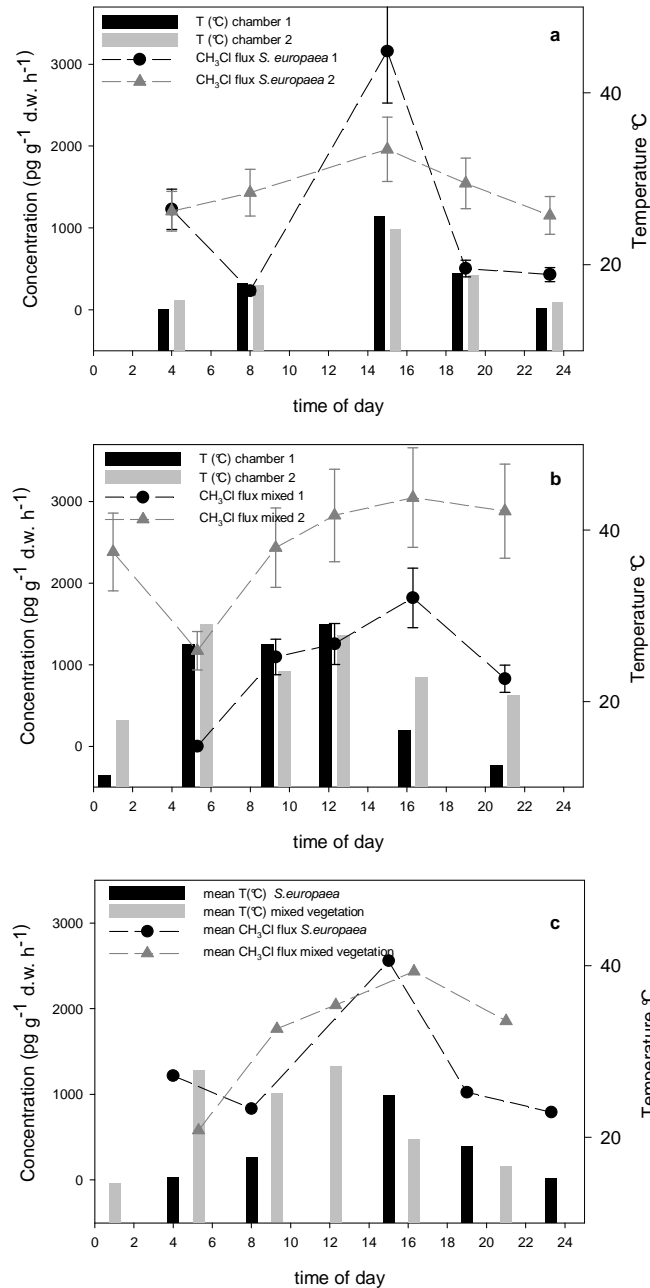 T (°C) chamber 1
T (°C) chamber 2
CH₃Cl flux S. europaea 1
CH₃Cl flux S.europaea 2
a
3000
2000
1000
0
40
20
Concentration (pg g⁻¹ d.w. h⁻¹)
Temperature °C
0 2 4 6 8 10 12 14 16 18 20 22 24
time of day
T (°C) chamber 1
T (°C) chamber 2
CH₃Cl flux mixed 1
CH₃Cl flux mixed 2
b
3000
2000
1000
0
40
20
Concentration (pg g⁻¹ d.w. h⁻¹)
Temperature °C
0 2 4 6 8 10 12 14 16 18 20 22 24
time of day
mean T(°C) S.europaea
mean T(°C) mixed vegetation
mean CH₃Cl flux S.europaea
mean CH₃Cl flux mixed vegetation
c
3000
2000
1000
0
40
20
Concentration (pg g⁻¹ d.w. h⁻¹)
Temperature °C
0 2 4 6 8 10 12 14 16 18 20 22 24
time of day